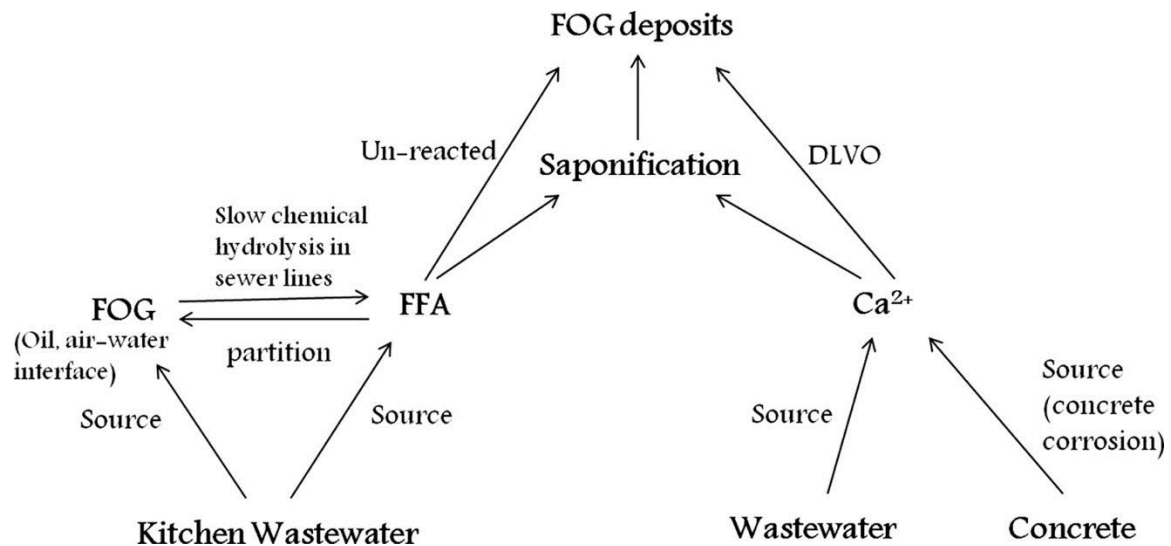 FOG deposits
Un-reacted
Saponification
DLVO
Slow chemical
hydrolysis in
sewer lines
FOG
(Oil, air-water
interface)
FFA
partition
Ca²⁺
Source
Source
Source
Source
(concrete
corrosion)
Kitchen Wastewater
Wastewater
Concrete